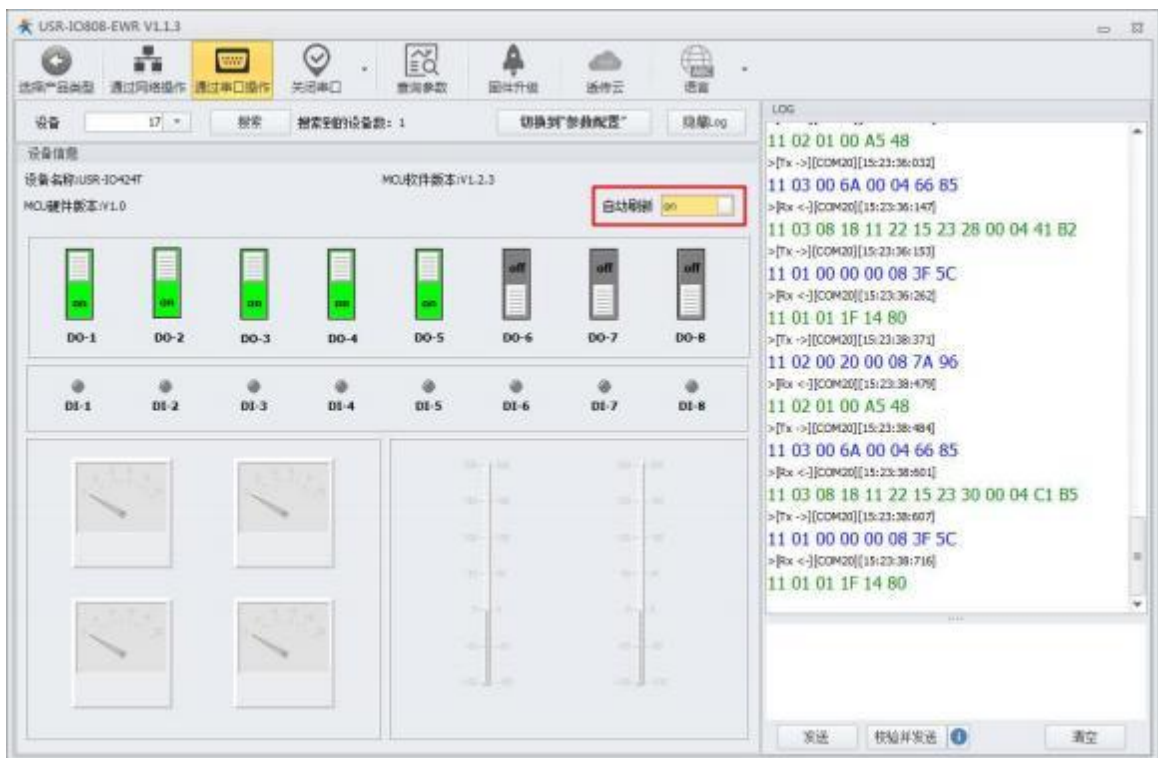 USR-IO808-EWR V1.1.3
选择产品类型 通过网络操作 通过串口操作 关闭串口 查询参数 固件升级 透传云 语言
设备 17 搜索 搜索到的设备数: 1 切换到"参数配置" 隐藏Log
设备信息
设备名称:USR-IO424T MCU软件版本:V1.2.3
MCU硬件版本:V1.0 自动刷新 on
on on on on on off off off
DO-1 DO-2 DO-3 DO-4 DO-5 DO-6 DO-7 DO-8
DI-1 DI-2 DI-3 DI-4 DI-5 DI-6 DI-7 DI-8
LOG
11 02 01 00 A5 48
>[Tx ->][COM20][15:23:36:032]
11 03 00 6A 00 04 66 85
>[Rx <-][COM20][15:23:36:147]
11 03 08 18 11 22 15 23 28 00 04 41 B2
>[Tx ->][COM20][15:23:36:153]
11 01 00 00 00 08 3F 5C
>[Rx <-][COM20][15:23:36:262]
11 01 01 1F 14 80
>[Tx ->][COM20][15:23:38:371]
11 02 00 20 00 08 7A 96
>[Rx <-][COM20][15:23:38:479]
11 02 01 00 A5 48
>[Tx ->][COM20][15:23:38:484]
11 03 00 6A 00 04 66 85
>[Rx <-][COM20][15:23:38:601]
11 03 08 18 11 22 15 23 30 00 04 C1 B5
>[Tx ->][COM20][15:23:38:607]
11 01 00 00 00 08 3F 5C
>[Rx <-][COM20][15:23:38:716]
11 01 01 1F 14 80
发送 校验并发送 清空